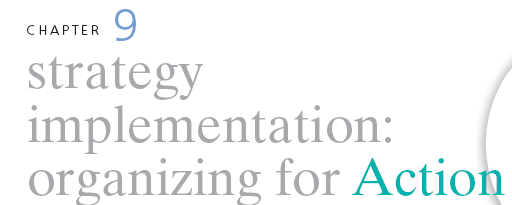 CHAPTER 9
strategy
implementation:
organizing for Action